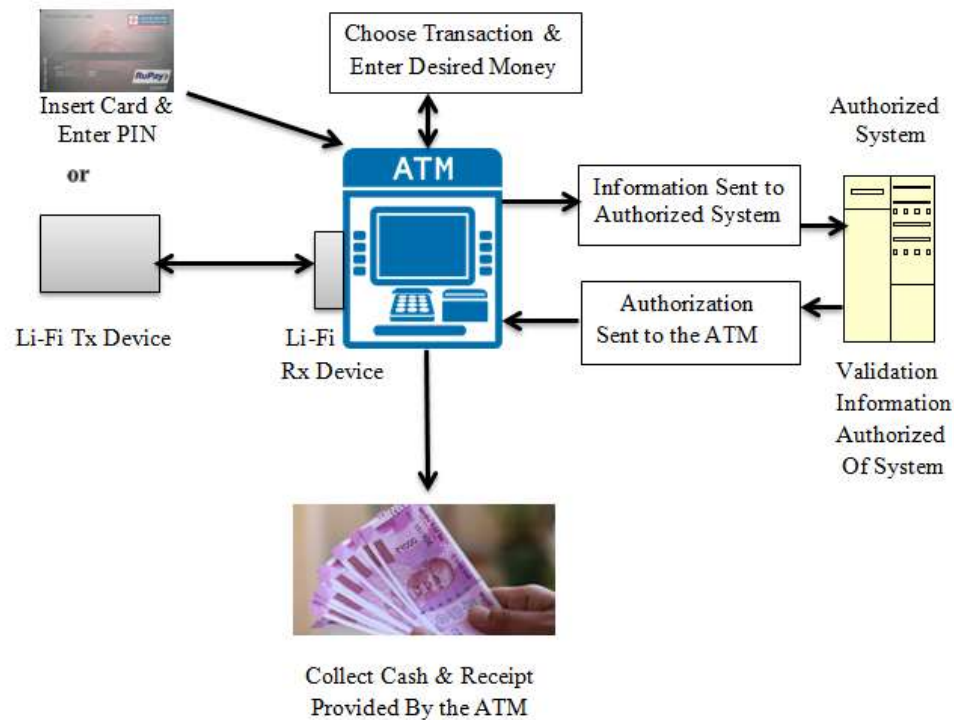 RuPay
Insert Card &
Enter PIN
or
Li-Fi Tx Device
Choose Transaction &
Enter Desired Money
ATM
Li-Fi
Rx Device
Information Sent to
Authorized System
Authorization
Sent to the ATM
Authorized
System
Validation
Information
Authorized
Of System
Collect Cash & Receipt
Provided By the ATM